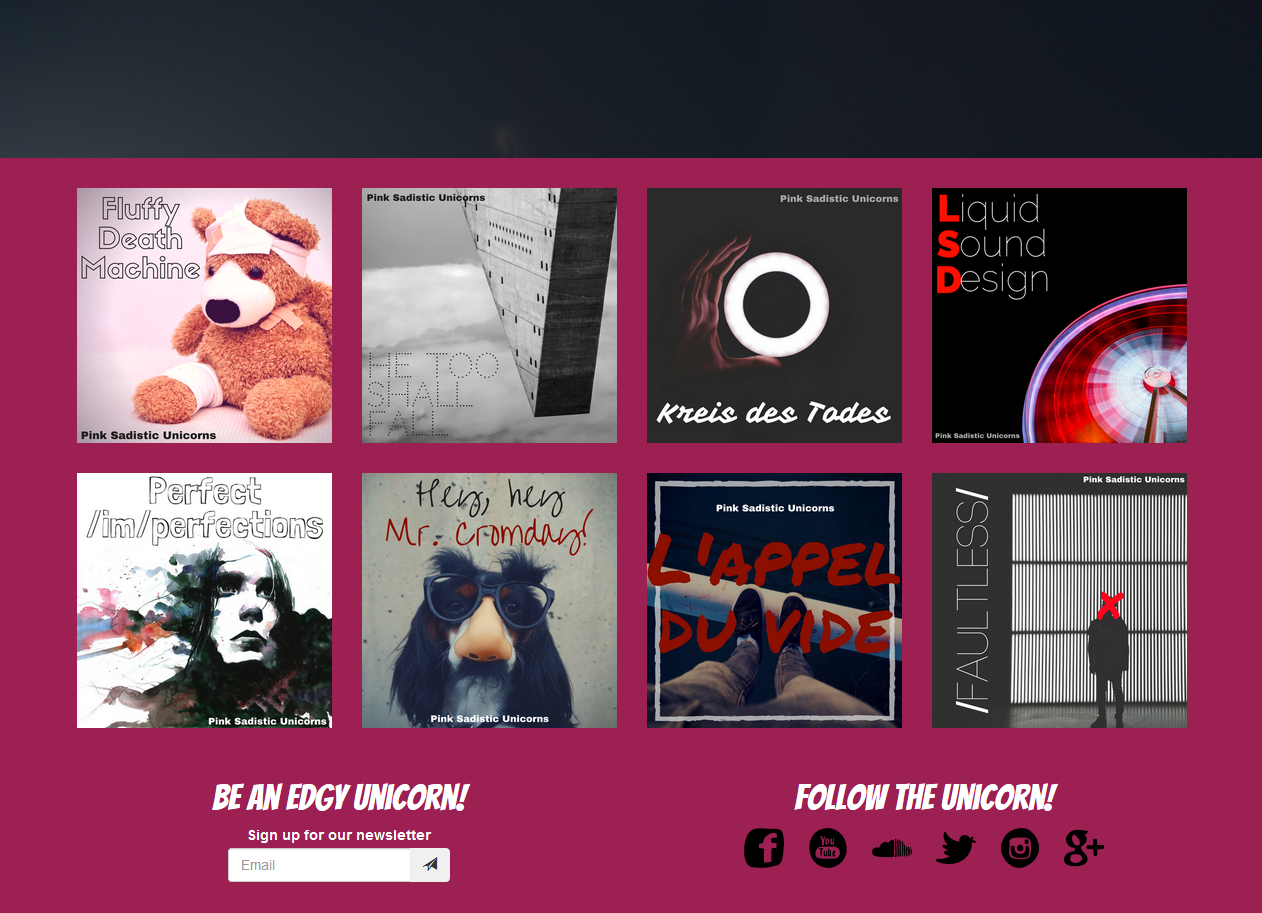 Fluffy
Death
Machine
Pink Sadistic Unicorns
Pink Sadistic Unicorns
HE TOO
SHALL
FALL
Pink Sadistic Unicorns
Kreis des Todes
Liquid
Sound
Design
Pink Sadistic Unicorns
Perfect
/im/perfections
Pink Sadistic Unicorns
Hey, hey
Mr. Cromday!
Pink Sadistic Unicorns
Pink Sadistic Unicorns
L'APPEL
DU VIDE
Pink Sadistic Unicorns
/FAULTLESS/
BE AN EDGY UNICORN!
Sign up for our newsletter
Email
FOLLOW THE UNICORN!
You
Tube
g+